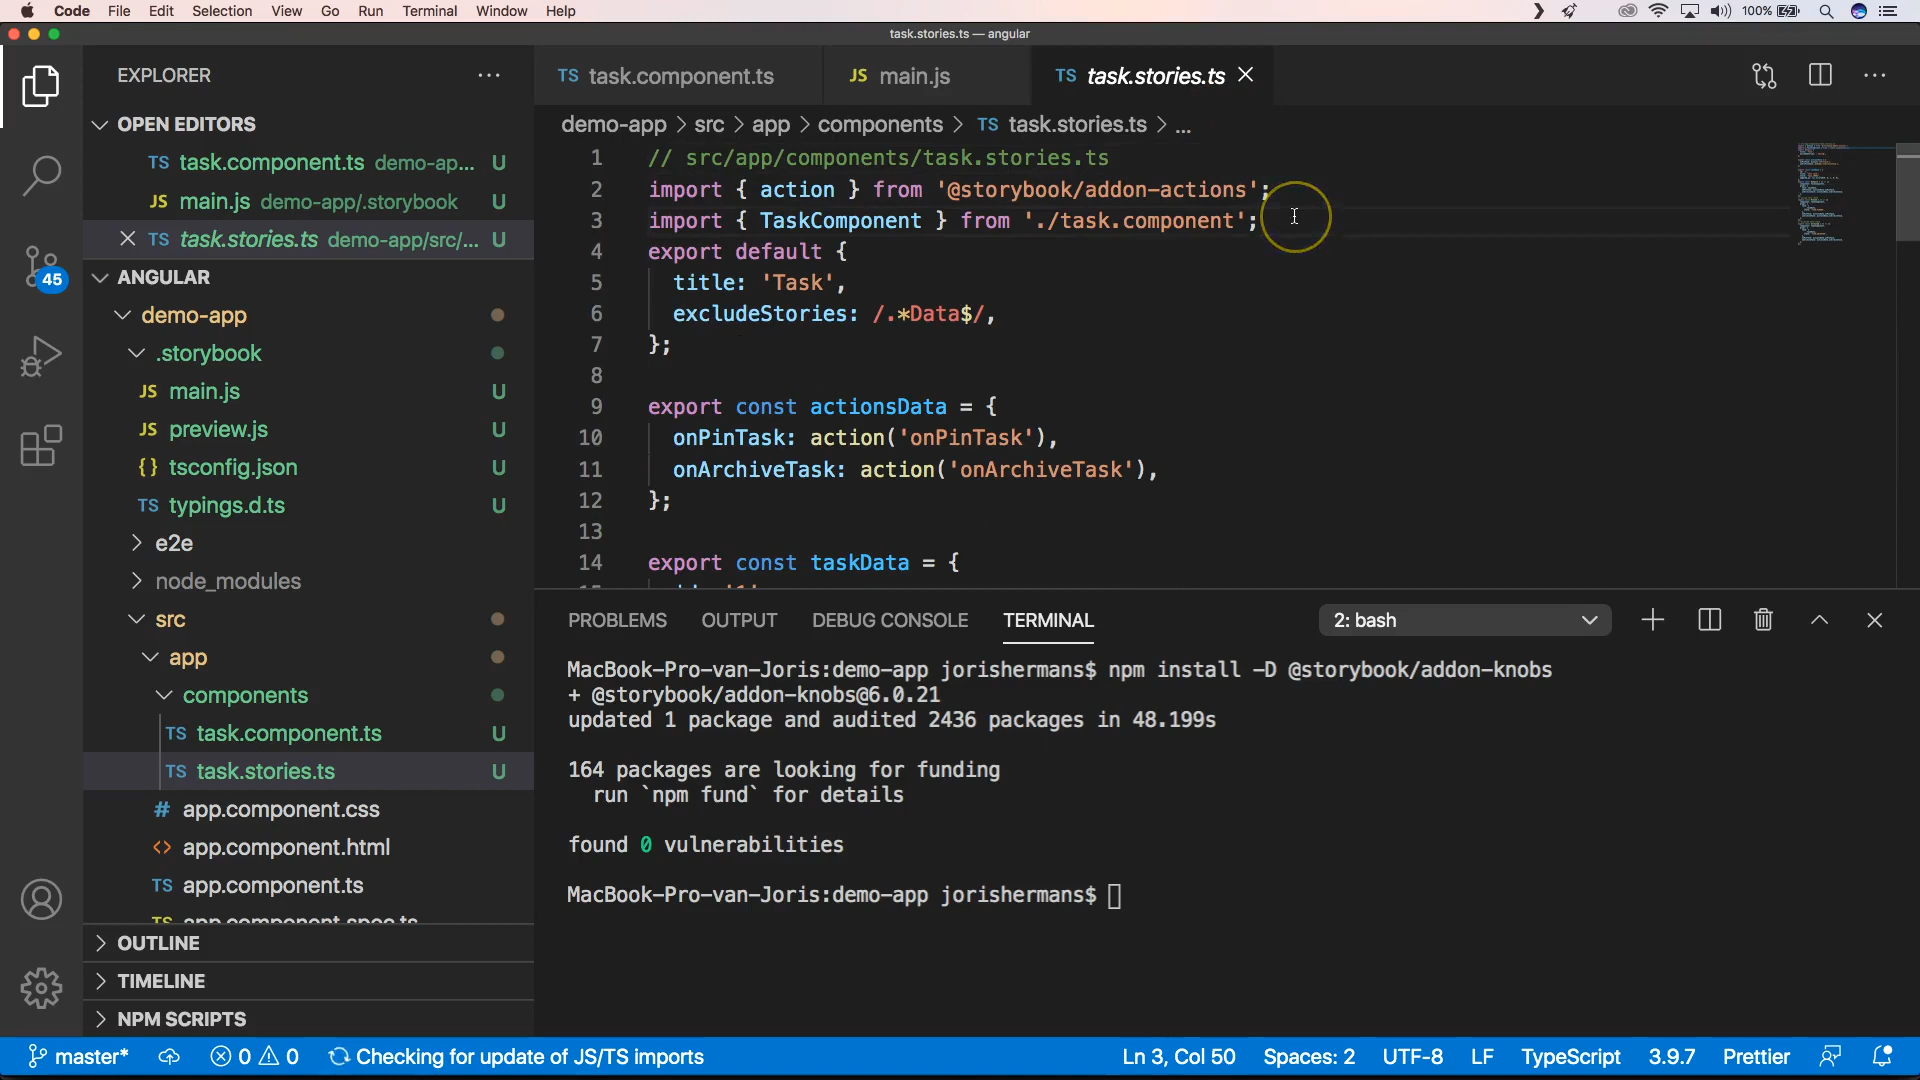 Code File Edit Selection View Go Run Terminal Window Help 100%
task.stories.ts — angular
EXPLORER
OPEN EDITORS
TS task.component.ts demo-ap... U
JS main.js demo-app/.storybook U
TS task.stories.ts demo-app/src/... U
45
ANGULAR
demo-app
.storybook
JS main.js U
JS preview.js U
{} tsconfig.json U
TS typings.d.ts U
e2e
node_modules
src
app
components
TS task.component.ts U
TS task.stories.ts U
# app.component.css
<> app.component.html
TS app.component.ts
TS app.component.spec.ts
OUTLINE
TIMELINE
NPM SCRIPTS
TS task.component.ts JS main.js TS task.stories.ts
demo-app > src > app > components > TS task.stories.ts > ...
1 // src/app/components/task.stories.ts
2 import { action } from '@storybook/addon-actions';
3 import { TaskComponent } from './task.component';
4 export default {
5 title: 'Task',
6 excludeStories: /.*Data$/,
7 };
8
9 export const actionsData = {
10 onPinTask: action('onPinTask'),
11 onArchiveTask: action('onArchiveTask'),
12 };
13
14 export const taskData = {
PROBLEMS OUTPUT DEBUG CONSOLE TERMINAL 2: bash
MacBook-Pro-van-Joris:demo-app jorishermans$ npm install -D @storybook/addon-knobs
+ @storybook/addon-knobs@6.0.21
updated 1 package and audited 2436 packages in 48.199s
164 packages are looking for funding
run `npm fund` for details
found 0 vulnerabilities
MacBook-Pro-van-Joris:demo-app jorishermans$
master* 0 0 Checking for update of JS/TS imports Ln 3, Col 50 Spaces: 2 UTF-8 LF TypeScript 3.9.7 Prettier